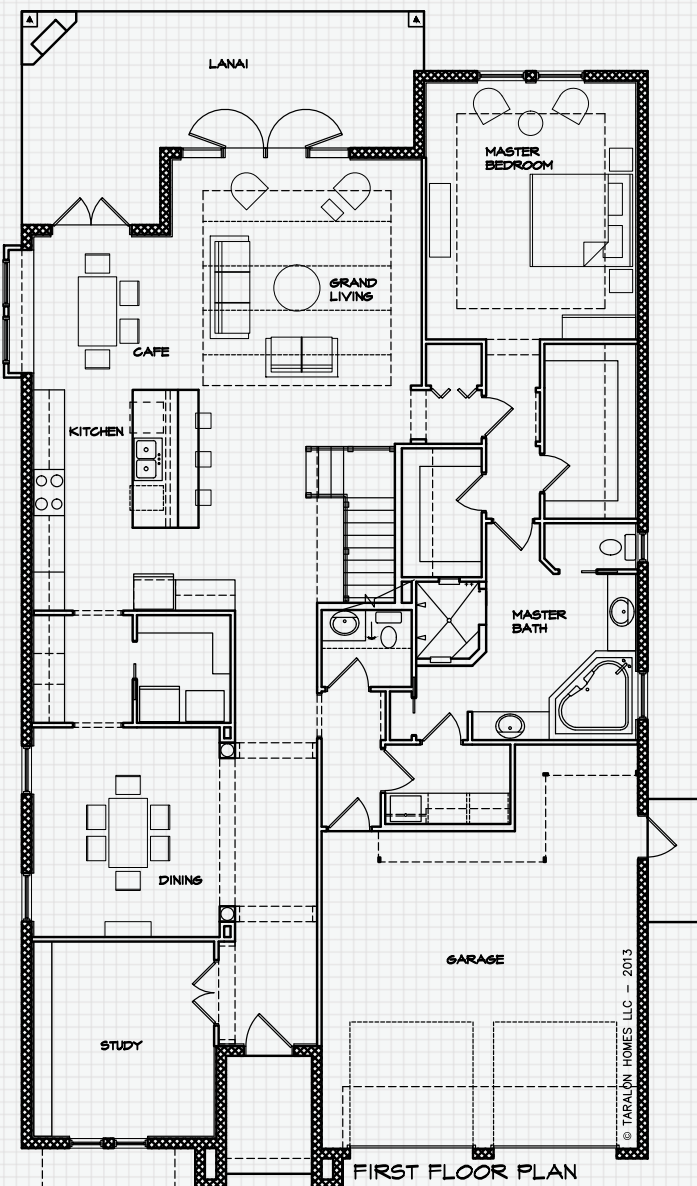 LANAI
MASTER
BEDROOM
GRAND
LIVING
CAFE
KITCHEN
MASTER
BATH
DINING
GARAGE
STUDY
© TARALON HOMES LLC – 2013
FIRST FLOOR PLAN